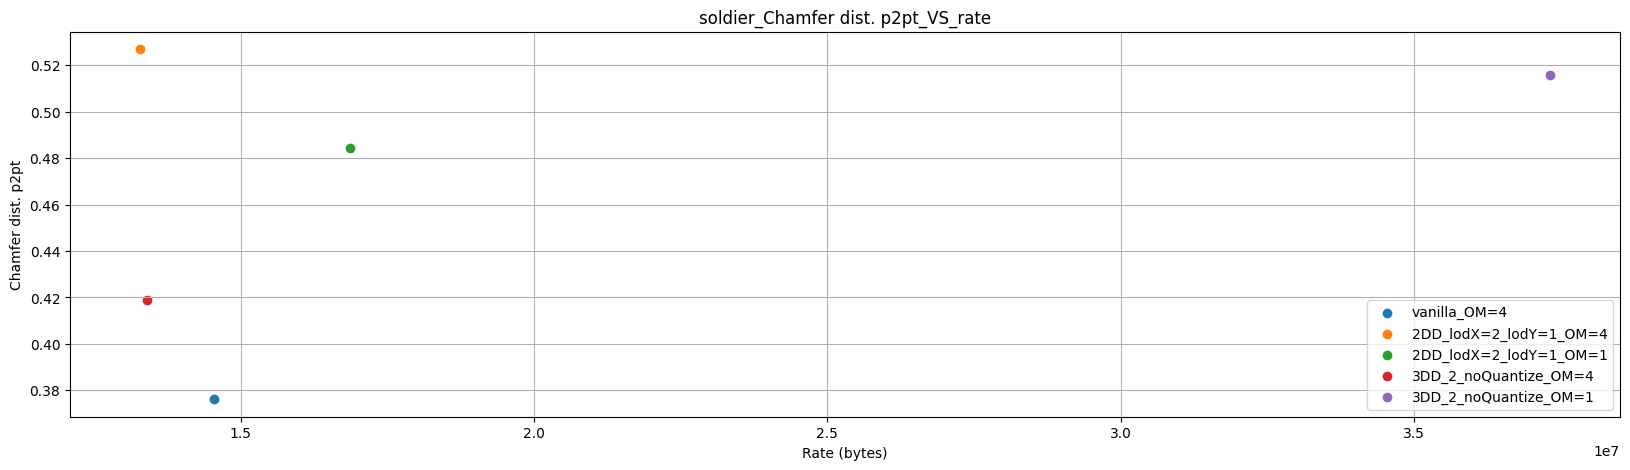 soldier_Chamfer dist. p2pt_VS_rate
Chamfer dist. p2pt
0.52
0.50
0.48
0.46
0.44
0.42
0.40
0.38
vanilla_OM=4
2DD_lodX=2_lodY=1_OM=4
2DD_lodX=2_lodY=1_OM=1
3DD_2_noQuantize_OM=4
3DD_2_noQuantize_OM=1
1.5 2.0 2.5 3.0 3.5
1e7
Rate (bytes)